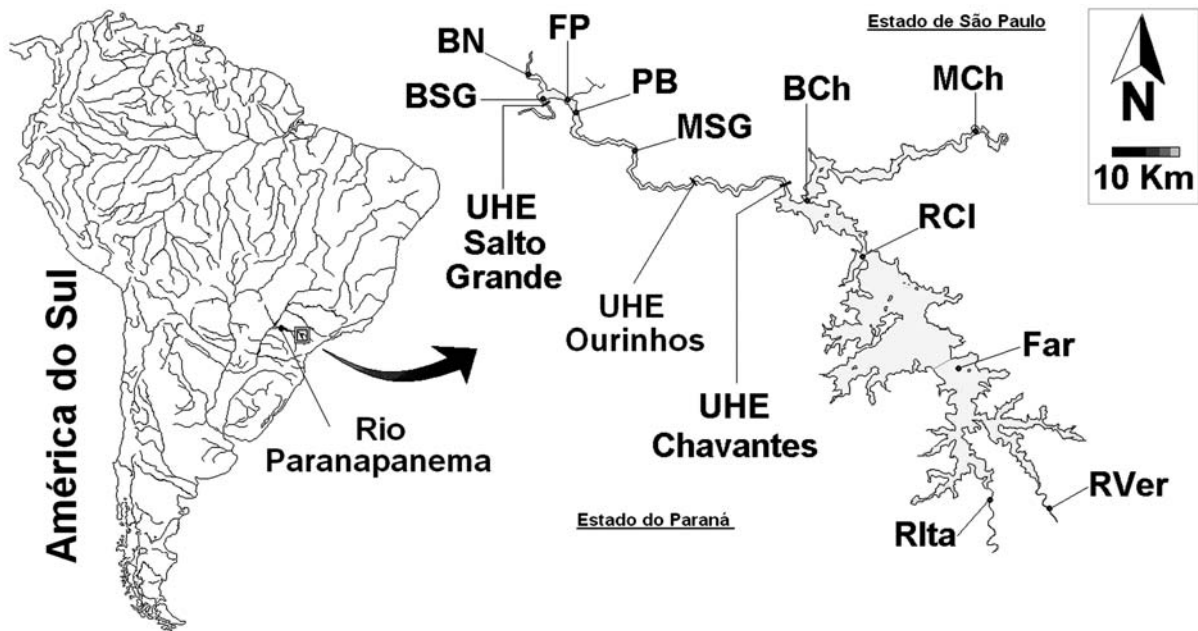 América do Sul
Rio
Paranapanema
Estado de São Paulo
BN
FP
BSG
PB
MSG
BCh
MCh
N
10 Km
UHE
Salto
Grande
UHE
Ourinhos
UHE
Chavantes
RCI
Far
RVer
RIta
Estado do Paraná